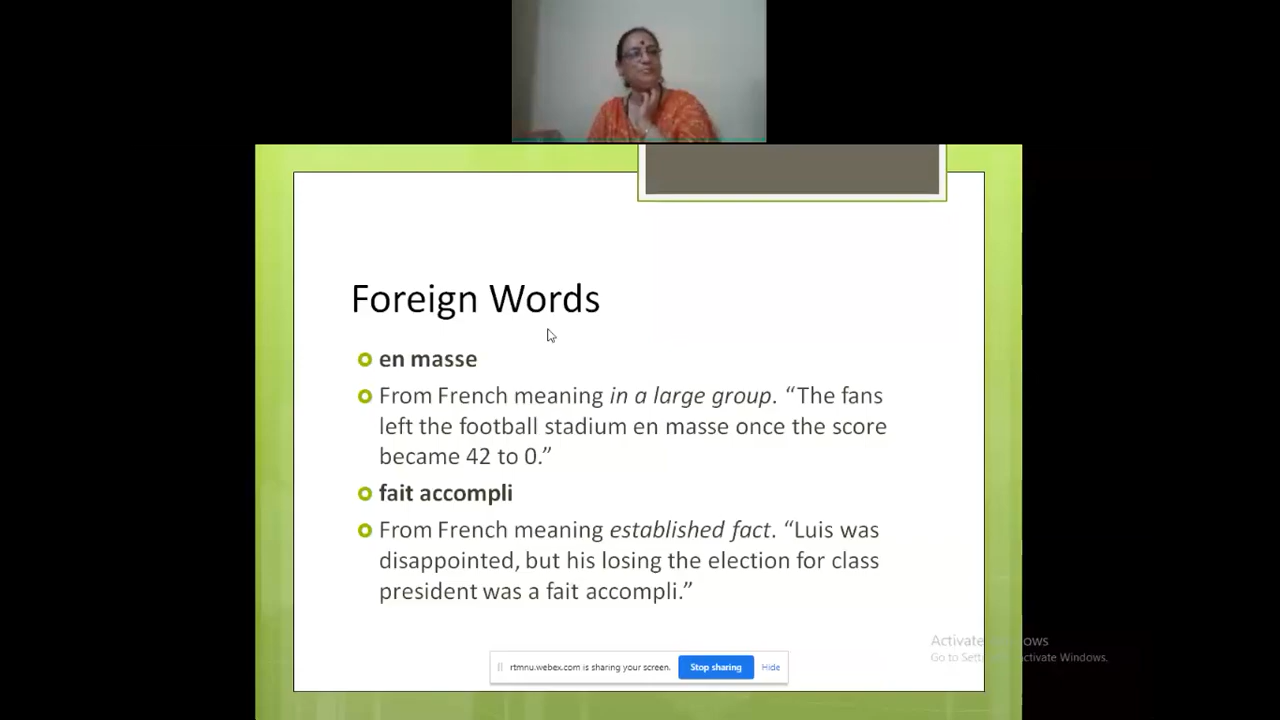 Foreign Words
en masse
From French meaning in a large group. “The fans
left the football stadium en masse once the score
became 42 to 0.”
fait accompli
From French meaning established fact. “Luis was
disappointed, but his losing the election for class
president was a fait accompli.”
rtmnu.webex.com is sharing your screen. Stop sharing Hide
Activate
Go to activate Windows.